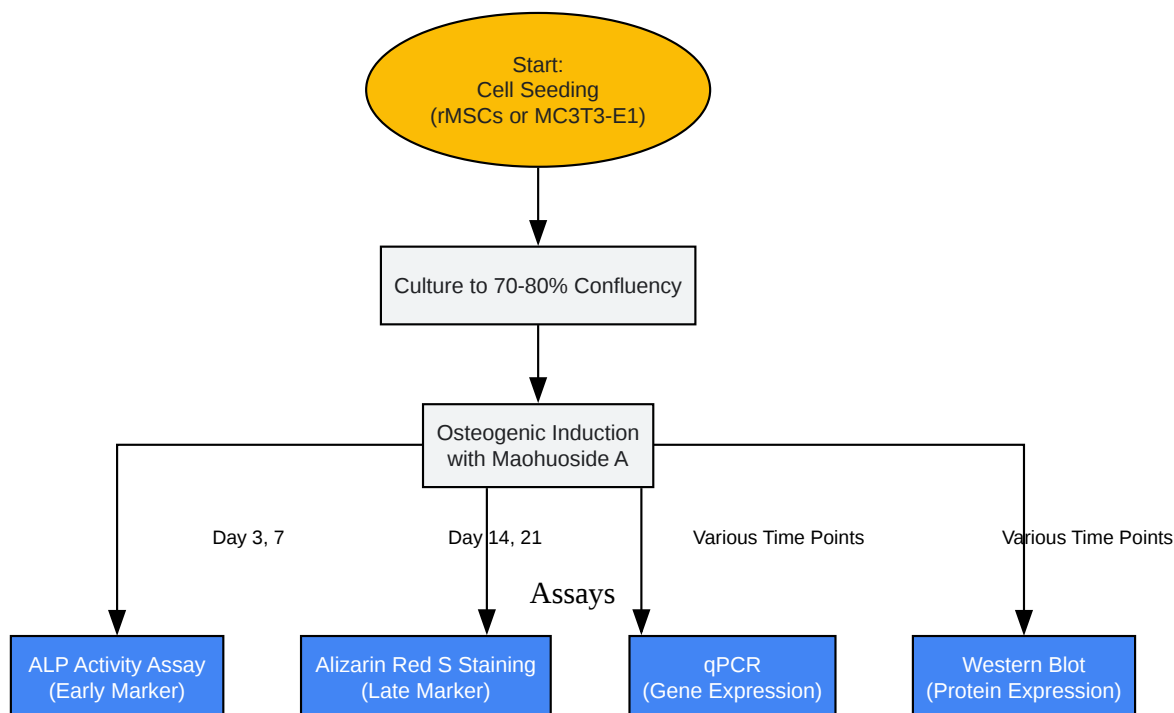 Start:
Cell Seeding
(rMSCs or MC3T3-E1)
Culture to 70-80% Confluency
Osteogenic Induction
with Maohuoside A
Day 3, 7
Day 14, 21
Various Time Points
Various Time Points
Assays
ALP Activity Assay
(Early Marker)
Alizarin Red S Staining
(Late Marker)
qPCR
(Gene Expression)
Western Blot
(Protein Expression)